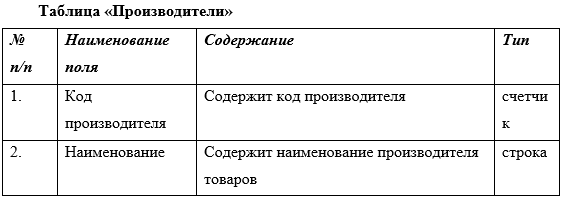 Таблица «Производители»
№ Наименование Содержание Тип
п/п поля
1. Код Содержит код производителя счетчи
производителя к
2. Наименование Содержит наименование производителя строка
товаров